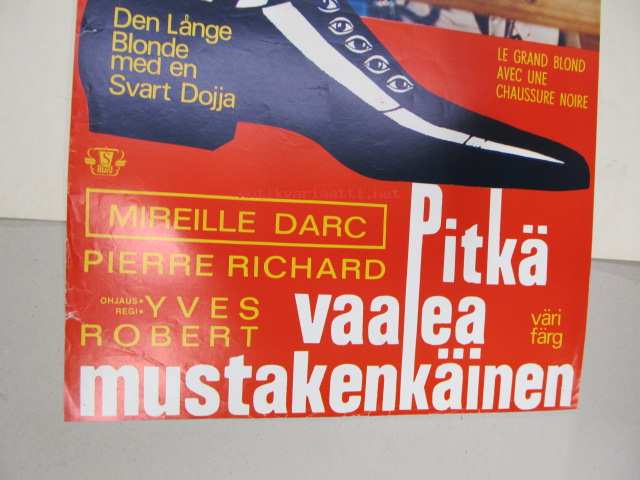 Den Långe
Blonde
med en
Svart Dojja
LE GRAND BLOND
AVEC UNE
CHAUSSURE NOIRE
MIREILLE DARC
PIERRE RICHARD
OHJAUS:
REGI:
YVES
ROBERT
Pitkä
vaalea
mustakenkäinen
väri
färg